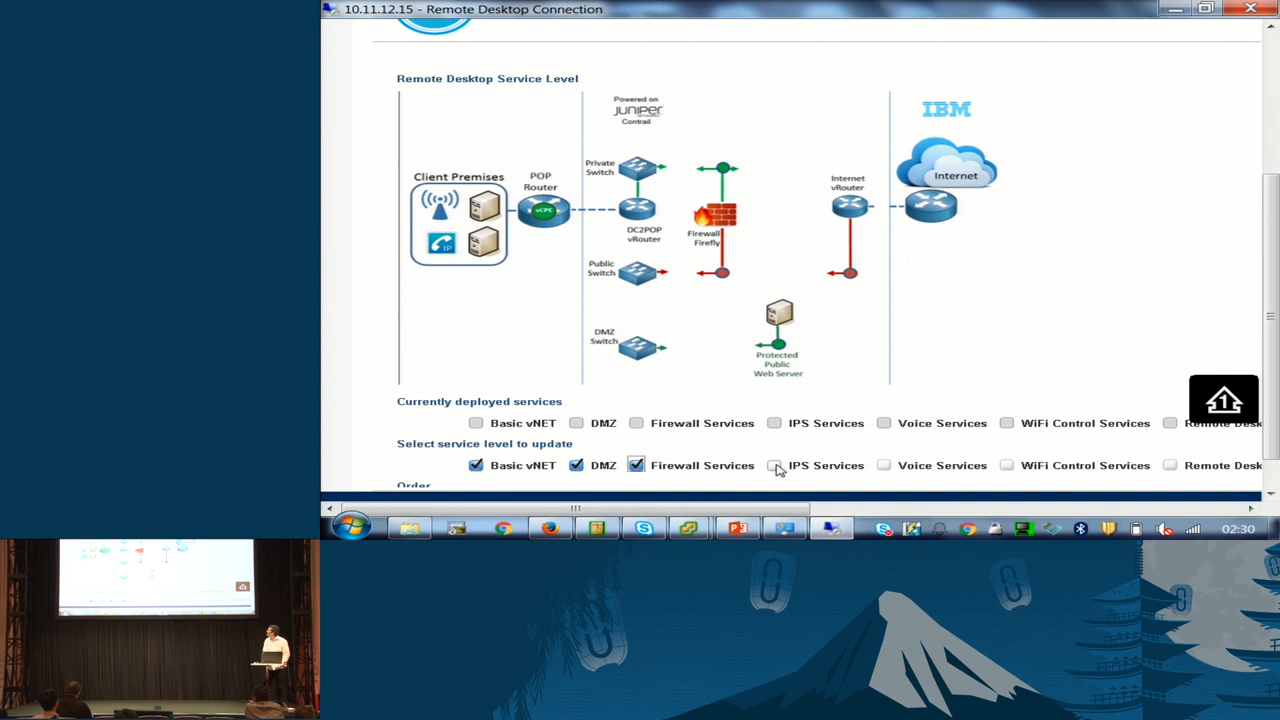 10.11.12.15 - Remote Desktop Connection
Remote Desktop Service Level
Powered on
JUNIPER
NETWORKS
Contrail
IBM
Private
Switch
Client Premises
POP
Router
Internet
vRouter
Internet
vCPE
IP
DC2POP
vRouter
Firewall
Firefly
Public
Switch
DMZ
Switch
Protected
Public
Web Server
Currently deployed services
Basic vNET
DMZ
Firewall Services
IPS Services
Voice Services
WiFi Control Services
Remote Desk
Select service level to update
Basic vNET
DMZ
Firewall Services
IPS Services
Voice Services
WiFi Control Services
Remote Desk
Order
1
02:30